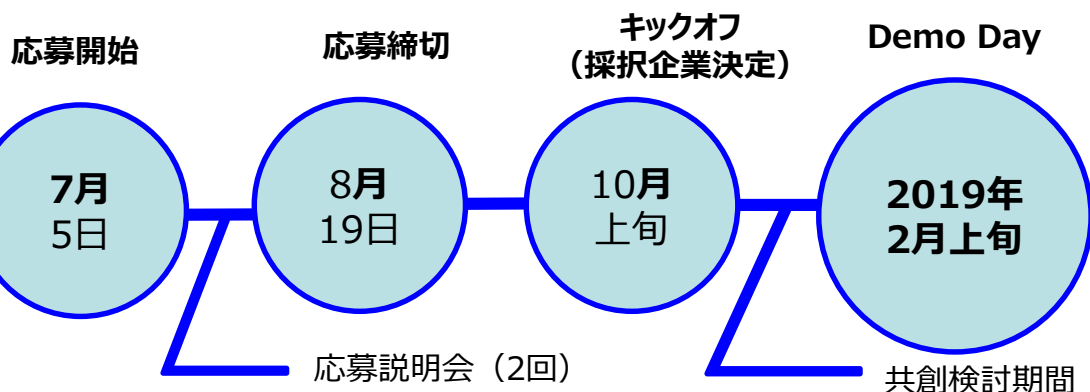 応募開始
応募締切
キックオフ
（採択企業決定）
Demo Day
7月
5日
8月
19日
10月
上旬
2019年
2月上旬
応募説明会（2回）
共創検討期間